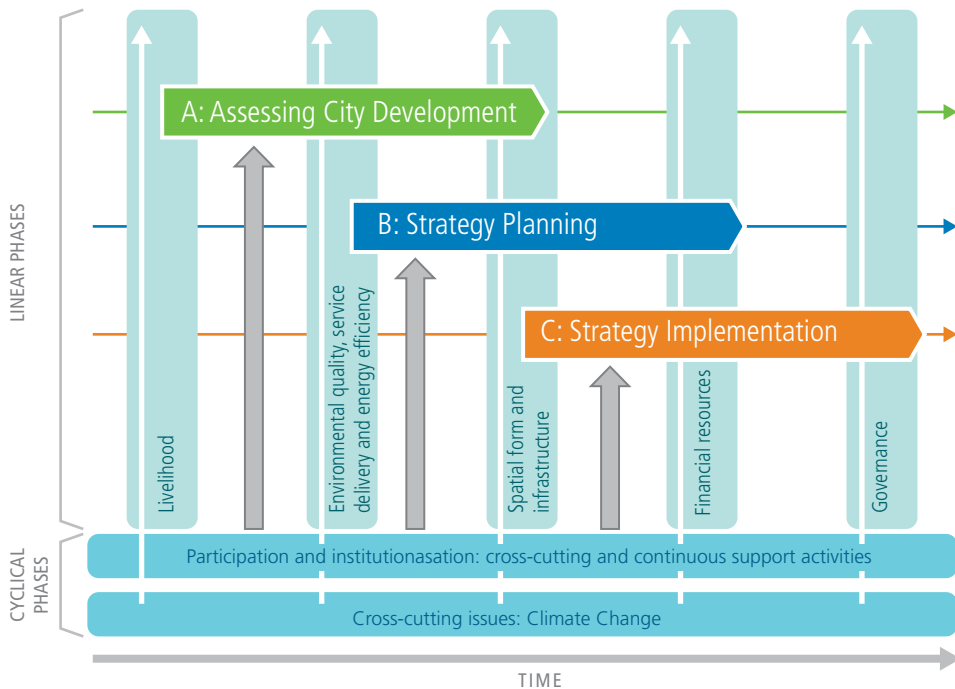 LINEAR PHASES
A: Assessing City Development
B: Strategy Planning
C: Strategy Implementation
Livelihood
Environmental quality, service
delivery and energy efficiency
Spatial form and
infrastructure
Financial resources
Governance
CYCLICAL
PHASES
Participation and institutionasation: cross-cutting and continuous support activities
Cross-cutting issues: Climate Change
TIME